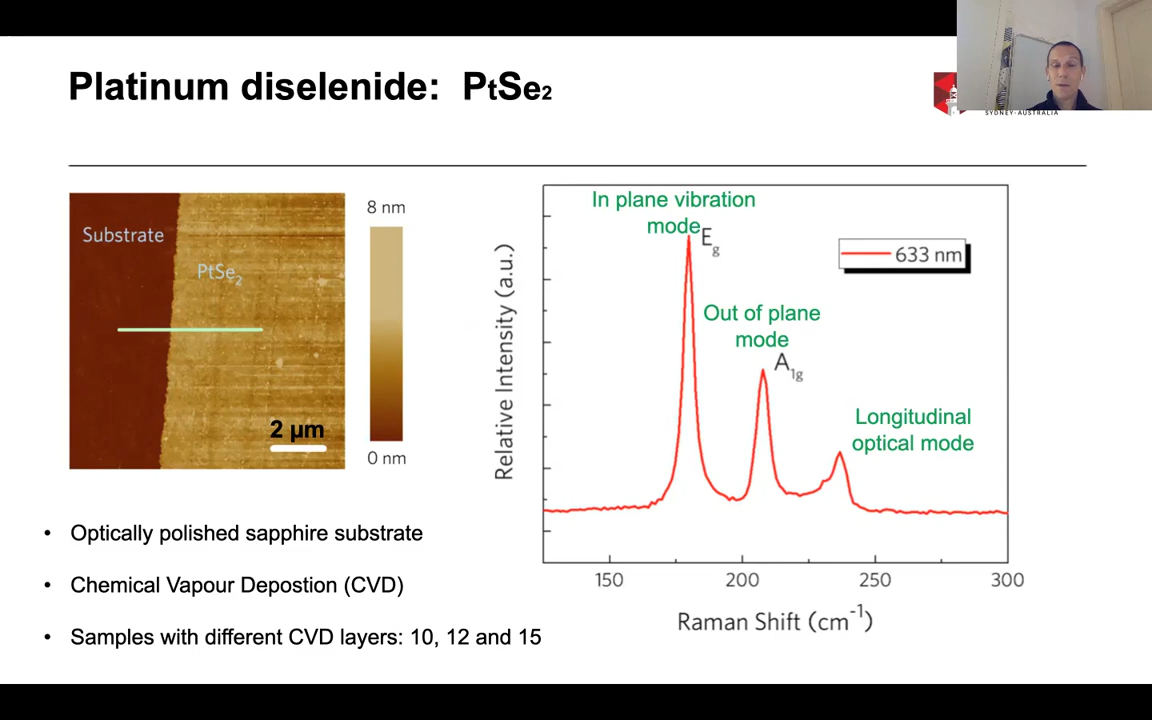 Platinum diselenide: PtSe2
SYDNEY-AUSTRALIA
Substrate
PtSe2
2 µm
8 nm
0 nm
In plane vibration
mode
Eg
633 nm
Out of plane
mode
A1g
Longitudinal
optical mode
Relative Intensity (a.u.)
150 200 250 300
Raman Shift (cm-1)
• Optically polished sapphire substrate
• Chemical Vapour Depostion (CVD)
• Samples with different CVD layers: 10, 12 and 15